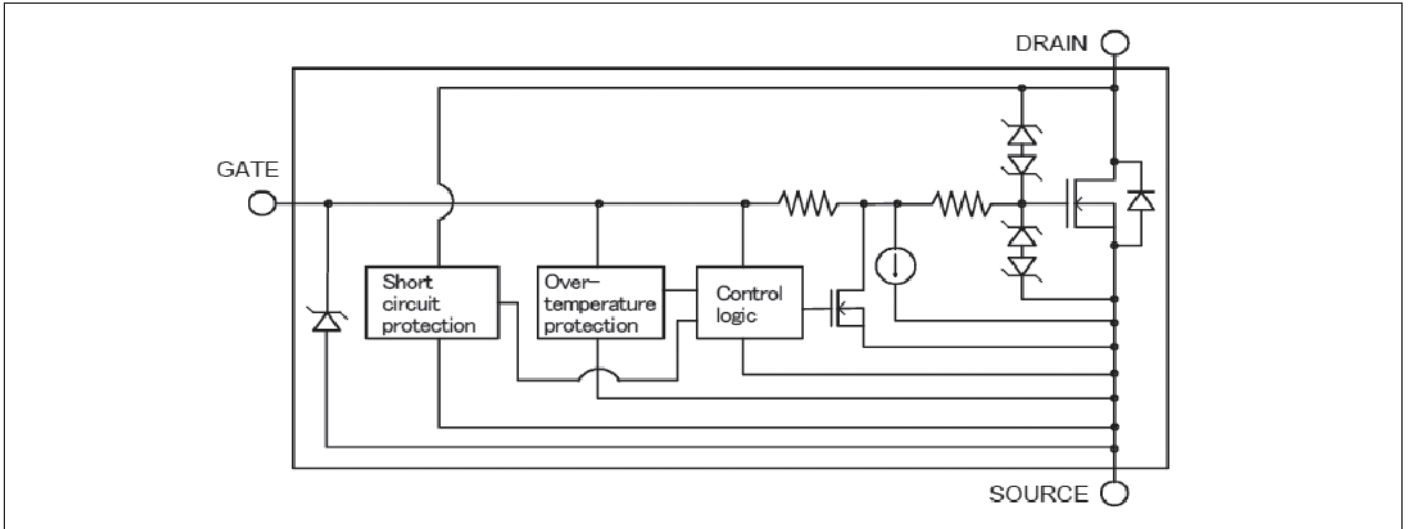 DRAIN
GATE
Short
circuit
protection
Over-
temperature
protection
Control
logic
SOURCE